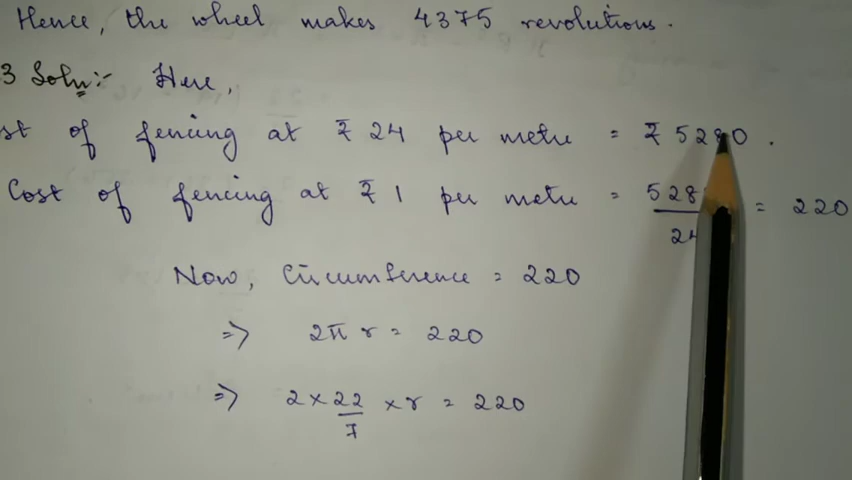 Hence, the wheel makes 4375 revolutions.
3 Soln:- Here,
st of fencing at ₹ 24 per metre = ₹ 5280.
Cost of fencing at ₹ 1 per metre = 528/24 = 220
Now, Circumference = 220
=> 2π r = 220
=> 2 × 22/7 × r = 220